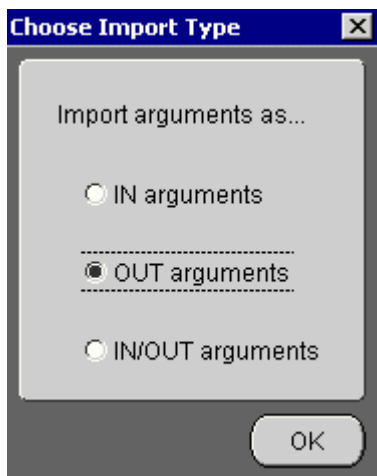 Choose Import Type
Import arguments as...
IN arguments
OUT arguments
IN/OUT arguments
OK